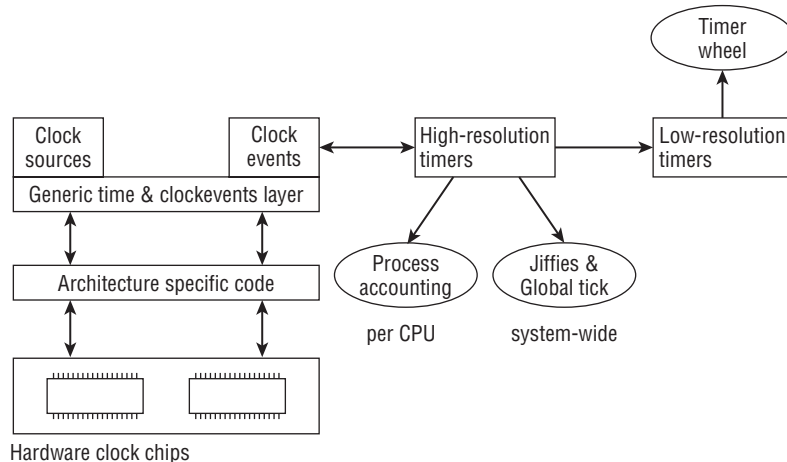 Timer
wheel
Clock
sources
Clock
events
High-resolution
timers
Low-resolution
timers
Generic time & clockevents layer
Architecture specific code
Process
accounting
Jiffies &
Global tick
per CPU
system-wide
Hardware clock chips